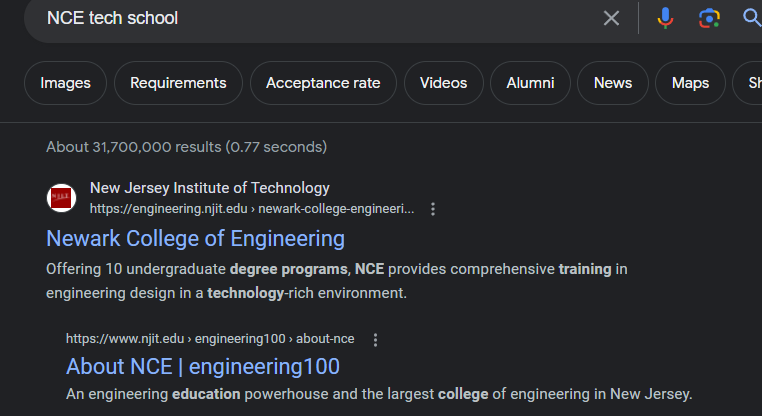 NCE tech school
Images Requirements Acceptance rate Videos Alumni News Maps
About 31,700,000 results (0.77 seconds)
New Jersey Institute of Technology
https://engineering.njit.edu › newark-college-engineeri...
Newark College of Engineering
Offering 10 undergraduate degree programs, NCE provides comprehensive training in
engineering design in a technology-rich environment.
https://www.njit.edu › engineering100 › about-nce
About NCE | engineering100
An engineering education powerhouse and the largest college of engineering in New Jersey.